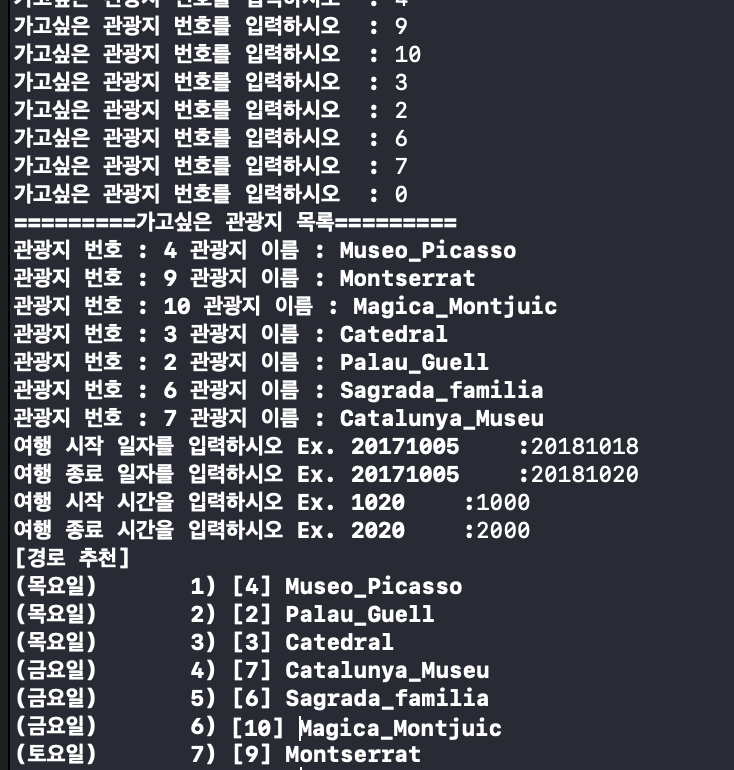 가고싶은 관광지 번호를 입력하시오 : 4
가고싶은 관광지 번호를 입력하시오 : 9
가고싶은 관광지 번호를 입력하시오 : 10
가고싶은 관광지 번호를 입력하시오 : 3
가고싶은 관광지 번호를 입력하시오 : 2
가고싶은 관광지 번호를 입력하시오 : 6
가고싶은 관광지 번호를 입력하시오 : 7
가고싶은 관광지 번호를 입력하시오 : 0
=========가고싶은 관광지 목록=========
관광지 번호 : 4 관광지 이름 : Museo_Picasso
관광지 번호 : 9 관광지 이름 : Montserrat
관광지 번호 : 10 관광지 이름 : Magica_Montjuic
관광지 번호 : 3 관광지 이름 : Catedral
관광지 번호 : 2 관광지 이름 : Palau_Guell
관광지 번호 : 6 관광지 이름 : Sagrada_familia
관광지 번호 : 7 관광지 이름 : Catalunya_Museu
여행 시작 일자를 입력하시오 Ex. 20171005 :20181018
여행 종료 일자를 입력하시오 Ex. 20171005 :20181020
여행 시작 시간을 입력하시오 Ex. 1020 :1000
여행 종료 시간을 입력하시오 Ex. 2020 :2000
[경로 추천]
(목요일) 1) [4] Museo_Picasso
(목요일) 2) [2] Palau_Guell
(목요일) 3) [3] Catedral
(금요일) 4) [7] Catalunya_Museu
(금요일) 5) [6] Sagrada_familia
(금요일) 6) [10] Magica_Montjuic
(토요일) 7) [9] Montserrat